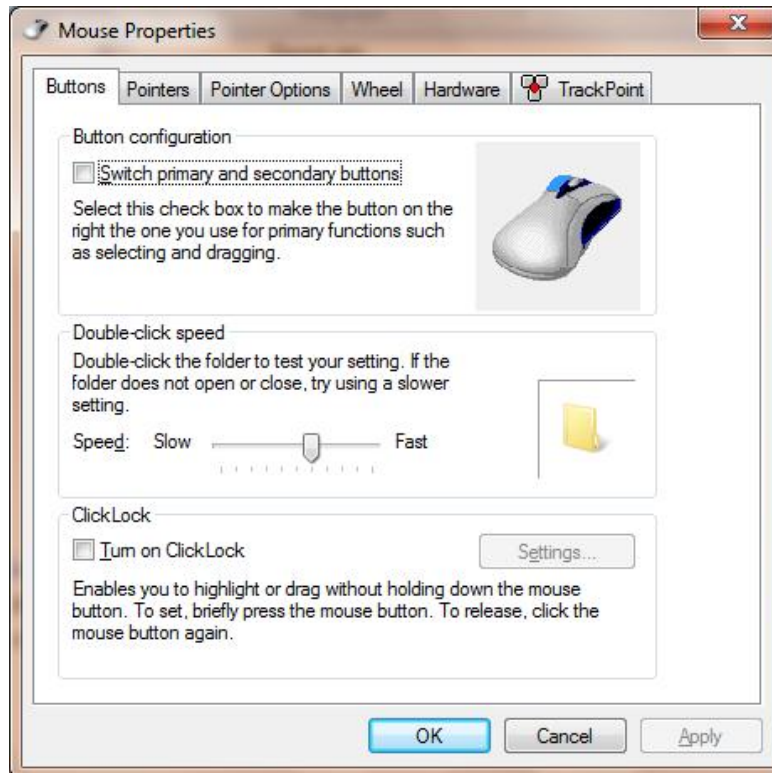 Mouse Properties
Buttons Pointers Pointer Options Wheel Hardware TrackPoint
Button configuration
Switch primary and secondary buttons
Select this check box to make the button on the
right the one you use for primary functions such
as selecting and dragging.
Double-click speed
Double-click the folder to test your setting. If the
folder does not open or close, try using a slower
setting.
Speed: Slow Fast
ClickLock
Turn on ClickLock
Settings...
Enables you to highlight or drag without holding down the mouse
button. To set, briefly press the mouse button. To release, click the
mouse button again.
OK Cancel Apply